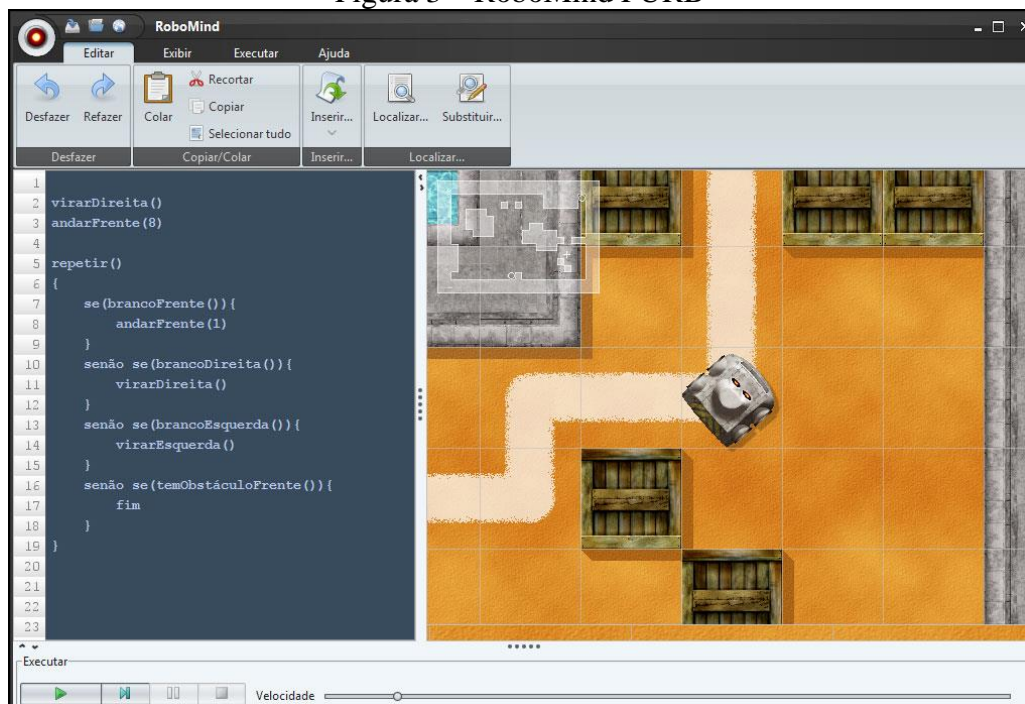 Figura 3 – RoboMind FURB
RoboMind
Editar Exibir Executar Ajuda
Desfazer Refazer Colar Recortar Copiar Selecionar tudo Inserir... Localizar... Substituir...
Desfazer Copiar/Colar Inserir... Localizar...
1
2 virarDireita()
3 andarFrente(8)
4
5 repetir()
6 {
7 se(brancoFrente()){
8 andarFrente(1)
9 }
10 senão se(brancoDireita()){
11 virarDireita()
12 }
13 senão se(brancoEsquerda()){
14 virarEsquerda()
15 }
16 senão se(temObstáculoFrente()){
17 fim
18 }
19 }
20
21
22
23
Executar
Velocidade